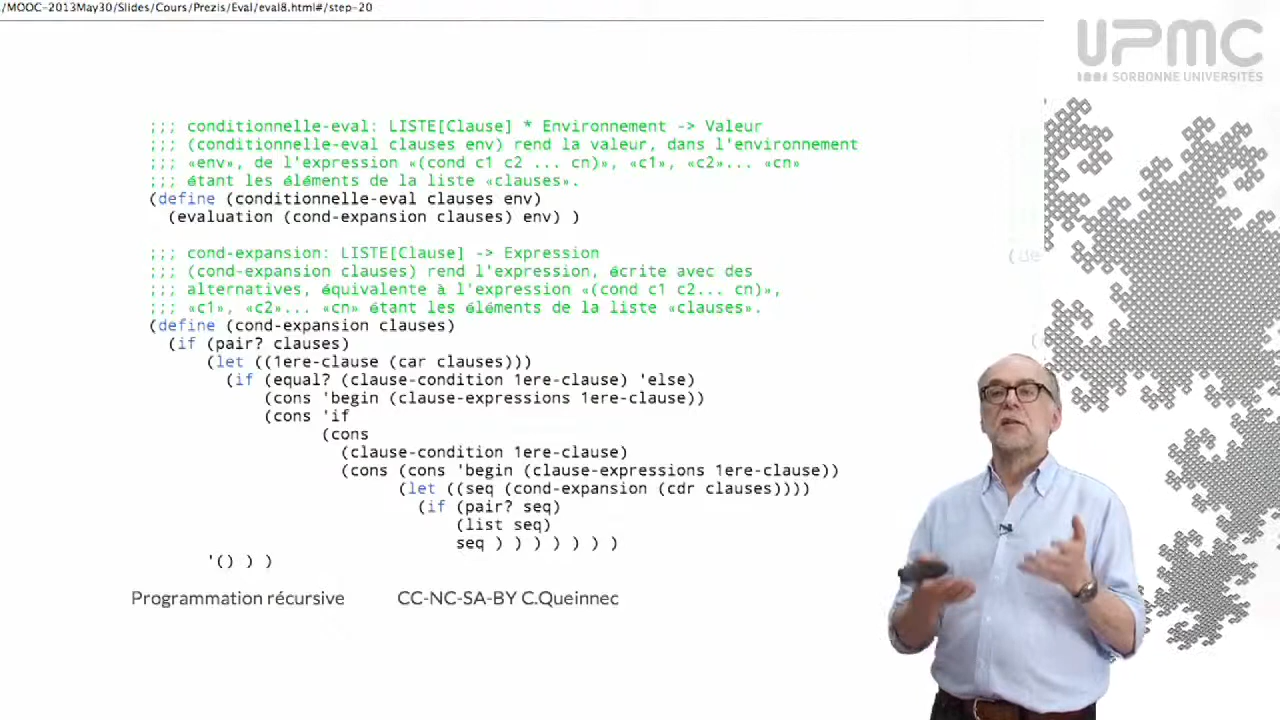 ./MOOC-2013May30/Slides/Cours/Prezis/Eval/eval8.html#/step-20
UPMC
SORBONNE UNIVERSITÉS
;;; conditionnelle-eval: LISTE[Clause] * Environnement -> Valeur
;;; (conditionnelle-eval clauses env) rend la valeur, dans l'environnement
;;; «env», de l'expression «(cond c1 c2 ... cn)», «c1», «c2»... «cn»
;;; étant les éléments de la liste «clauses».
(define (conditionnelle-eval clauses env)
(evaluation (cond-expansion clauses) env) )
;;; cond-expansion: LISTE[Clause] -> Expression
;;; (cond-expansion clauses) rend l'expression, écrite avec des
;;; alternatives, équivalente à l'expression «(cond c1 c2... cn)»,
;;; «c1», «c2»... «cn» étant les éléments de la liste «clauses».
(define (cond-expansion clauses)
(if (pair? clauses)
(let ((1ere-clause (car clauses)))
(if (equal? (clause-condition 1ere-clause) 'else)
(cons 'begin (clause-expressions 1ere-clause))
(cons 'if
(cons
(clause-condition 1ere-clause)
(cons (cons 'begin (clause-expressions 1ere-clause))
(let ((seq (cond-expansion (cdr clauses))))
(if (pair? seq)
(list seq)
seq ) ) ) ) ) ) )
'() ) )
(de
Programmation récursive CC-NC-SA-BY C.Queinnec